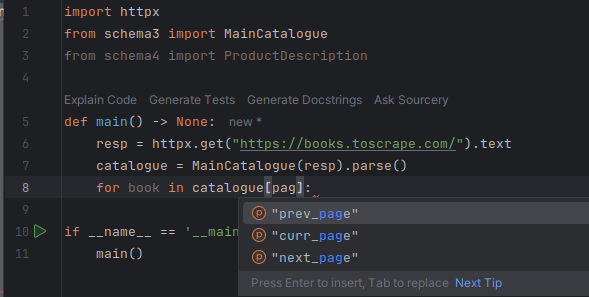 1 import httpx
2 from schema3 import MainCatalogue
3 from schema4 import ProductDescription
4
Explain Code Generate Tests Generate Docstrings Ask Sourcery
5 def main() -> None: new *
6 resp = httpx.get("https://books.toscrape.com/").text
7 catalogue = MainCatalogue(resp).parse()
8 for book in catalogue[pag]:
p "prev_page"
9
p "curr_page"
10 if __name__ == '__main
p "next_page"
11 main()
Press Enter to insert, Tab to replace Next Tip